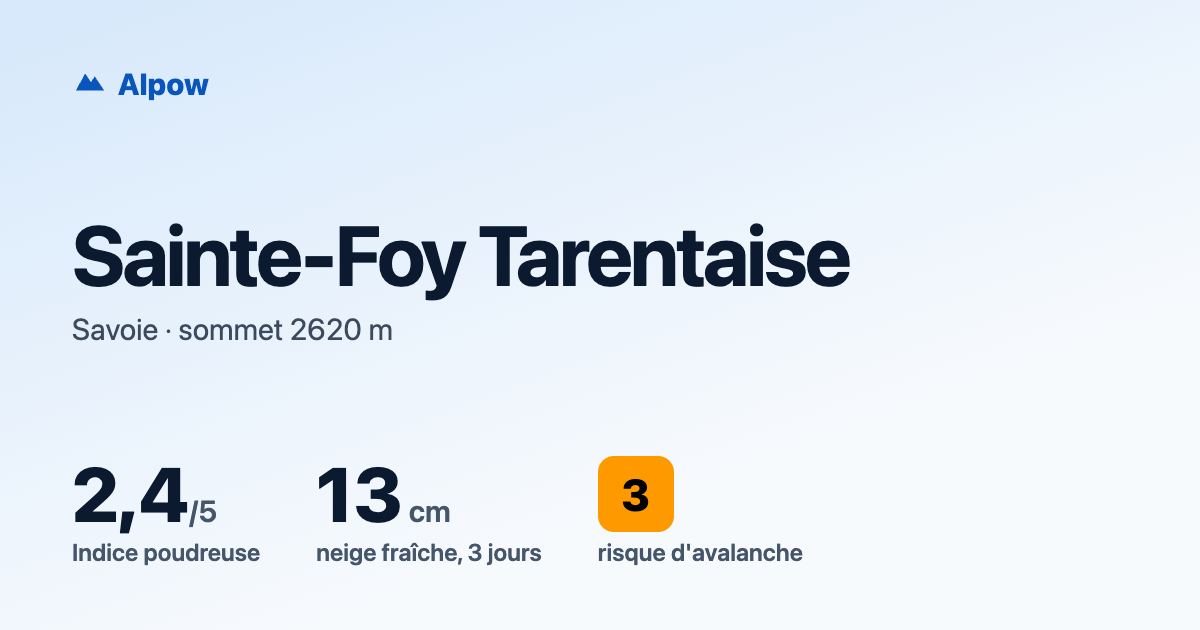 Alpow
Sainte-Foy Tarentaise
Savoie · sommet 2620 m
2,4/5
Indice poudreuse
13 cm
neige fraîche, 3 jours
3
risque d'avalanche